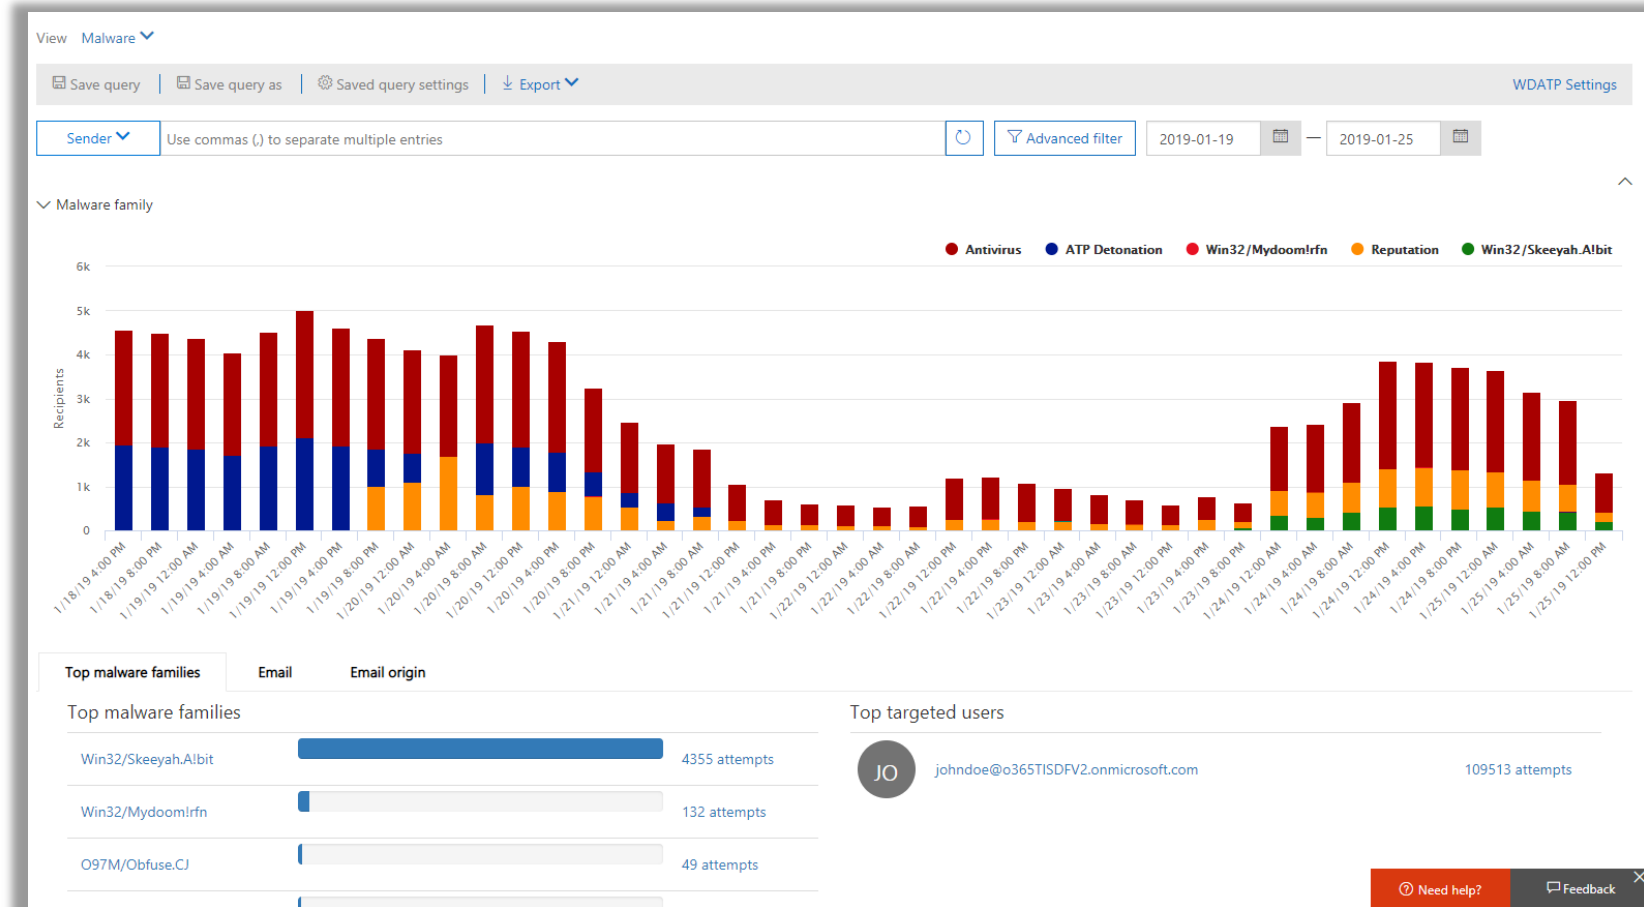 View Malware
Save query Save query as Saved query settings Export WDATP Settings
Sender Use commas (,) to separate multiple entries Advanced filter 2019-01-19 — 2019-01-25
Malware family
Antivirus ATP Detonation Win32/Mydoom!rfn Reputation Win32/Skeeyah.A!bit
6k
5k
4k
3k
2k
1k
0
Recipients
1/18/19 4:00 PM
1/18/19 8:00 PM
1/19/19 12:00 AM
1/19/19 4:00 AM
1/19/19 8:00 AM
1/19/19 12:00 PM
1/19/19 4:00 PM
1/19/19 8:00 PM
1/20/19 12:00 AM
1/20/19 4:00 AM
1/20/19 8:00 AM
1/20/19 12:00 PM
1/20/19 4:00 PM
1/20/19 8:00 PM
1/21/19 12:00 AM
1/21/19 4:00 AM
1/21/19 8:00 AM
1/21/19 12:00 PM
1/21/19 4:00 PM
1/21/19 8:00 PM
1/22/19 12:00 AM
1/22/19 4:00 AM
1/22/19 8:00 AM
1/22/19 12:00 PM
1/22/19 4:00 PM
1/22/19 8:00 PM
1/23/19 12:00 AM
1/23/19 4:00 AM
1/23/19 8:00 AM
1/23/19 12:00 PM
1/23/19 4:00 PM
1/23/19 8:00 PM
1/24/19 12:00 AM
1/24/19 4:00 AM
1/24/19 8:00 AM
1/24/19 12:00 PM
1/24/19 4:00 PM
1/24/19 8:00 PM
1/25/19 12:00 AM
1/25/19 4:00 AM
1/25/19 8:00 AM
1/25/19 12:00 PM
Top malware families Email Email origin
Top malware families
Win32/Skeeyah.A!bit 4355 attempts
Win32/Mydoom!rfn 132 attempts
O97M/Obfuse.CJ 49 attempts
Top targeted users
JO johndoe@o365TISDFV2.onmicrosoft.com 109513 attempts
Need help? Feedback